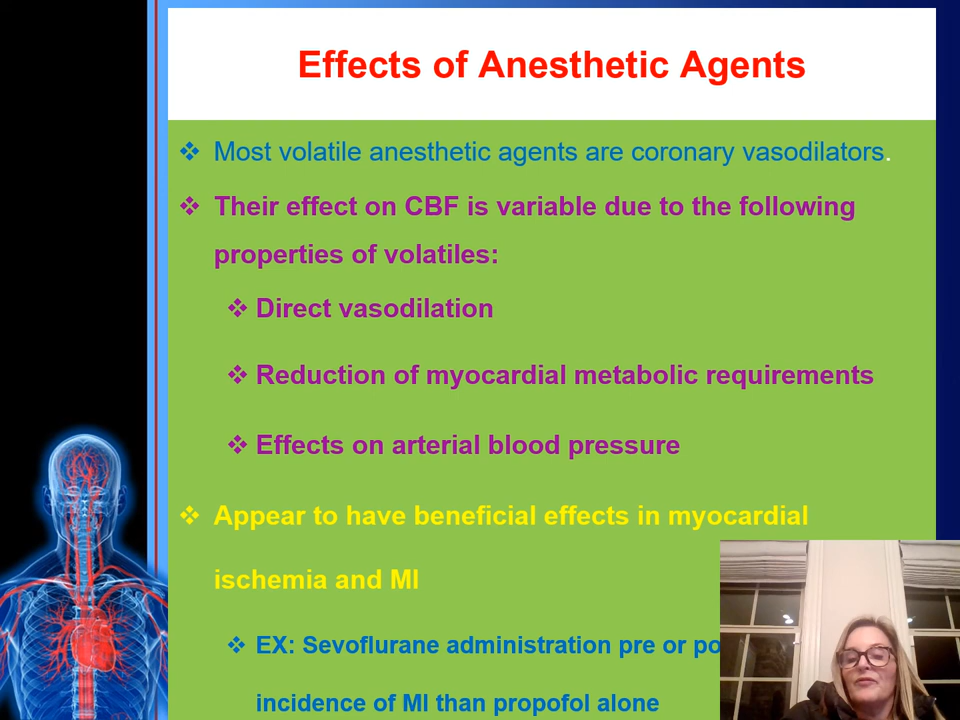 Effects of Anesthetic Agents
❖ Most volatile anesthetic agents are coronary vasodilators.
❖ Their effect on CBF is variable due to the following
properties of volatiles:
❖ Direct vasodilation
❖ Reduction of myocardial metabolic requirements
❖ Effects on arterial blood pressure
❖ Appear to have beneficial effects in myocardial
ischemia and MI
❖ EX: Sevoflurane administration pre or
incidence of MI than propofol alone